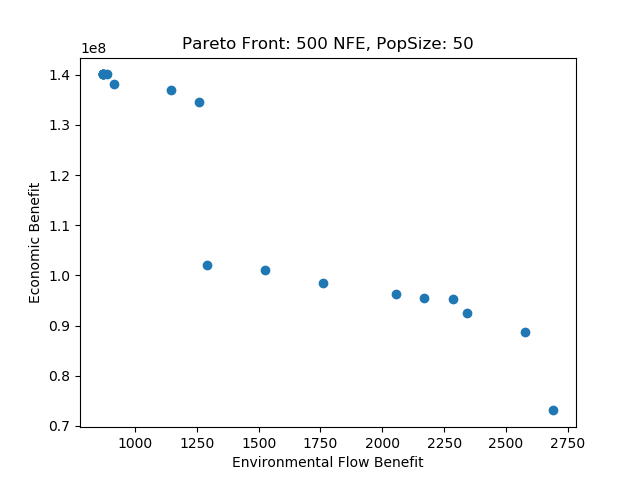 Pareto Front: 500 NFE, PopSize: 50
1e8
1.4
1.3
1.2
1.1
1.0
0.9
0.8
0.7
Economic Benefit
1000 1250 1500 1750 2000 2250 2500 2750
Environmental Flow Benefit